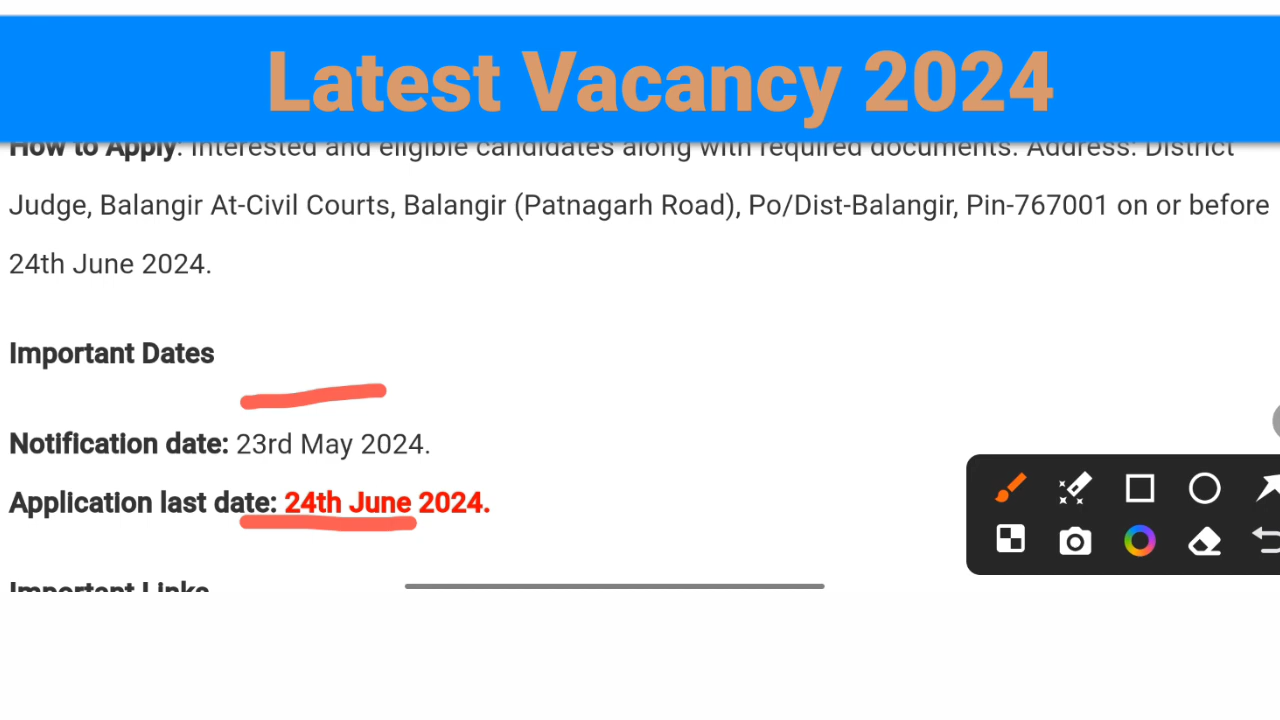 Latest Vacancy 2024
How to Apply: Interested and eligible candidates along with required documents. Address: District
Judge, Balangir At-Civil Courts, Balangir (Patnagarh Road), Po/Dist-Balangir, Pin-767001 on or before
24th June 2024.
Important Dates
Notification date: 23rd May 2024.
Application last date: 24th June 2024.
Important Links